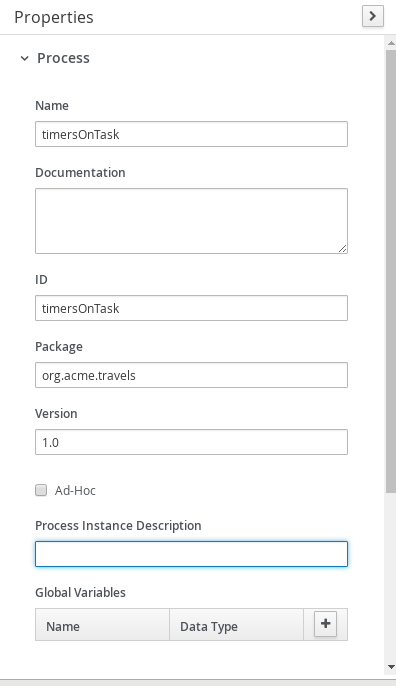 Properties
Process
Name
timersOnTask
Documentation
ID
timersOnTask
Package
org.acme.travels
Version
1.0
Ad-Hoc
Process Instance Description
Global Variables
Name Data Type